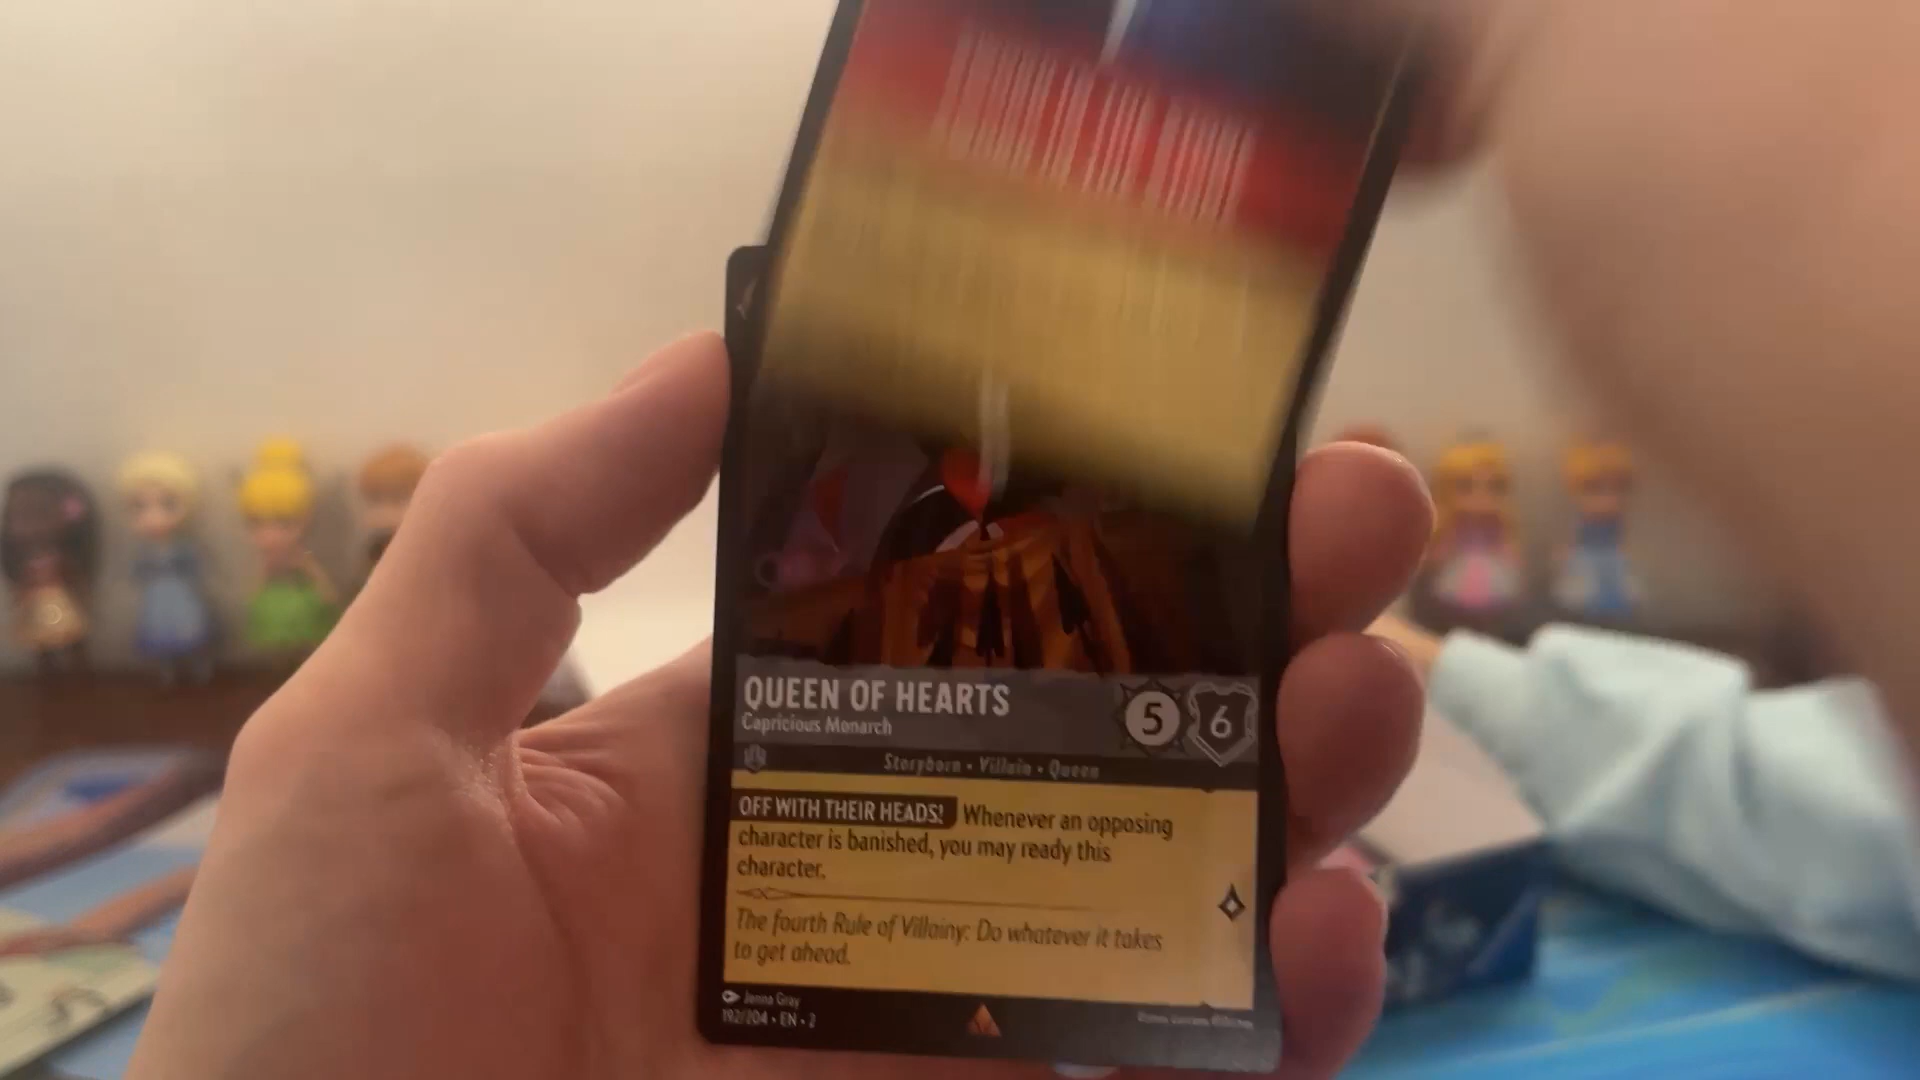 QUEEN OF HEARTS
Capricious Monarch
5
6
Storyborn • Villain • Queen
OFF WITH THEIR HEADS! Whenever an opposing
character is banished, you may ready this
character.
The fourth Rule of Villainy: Do whatever it takes
to get ahead.
Jenna Gray
192/204 • EN • 2